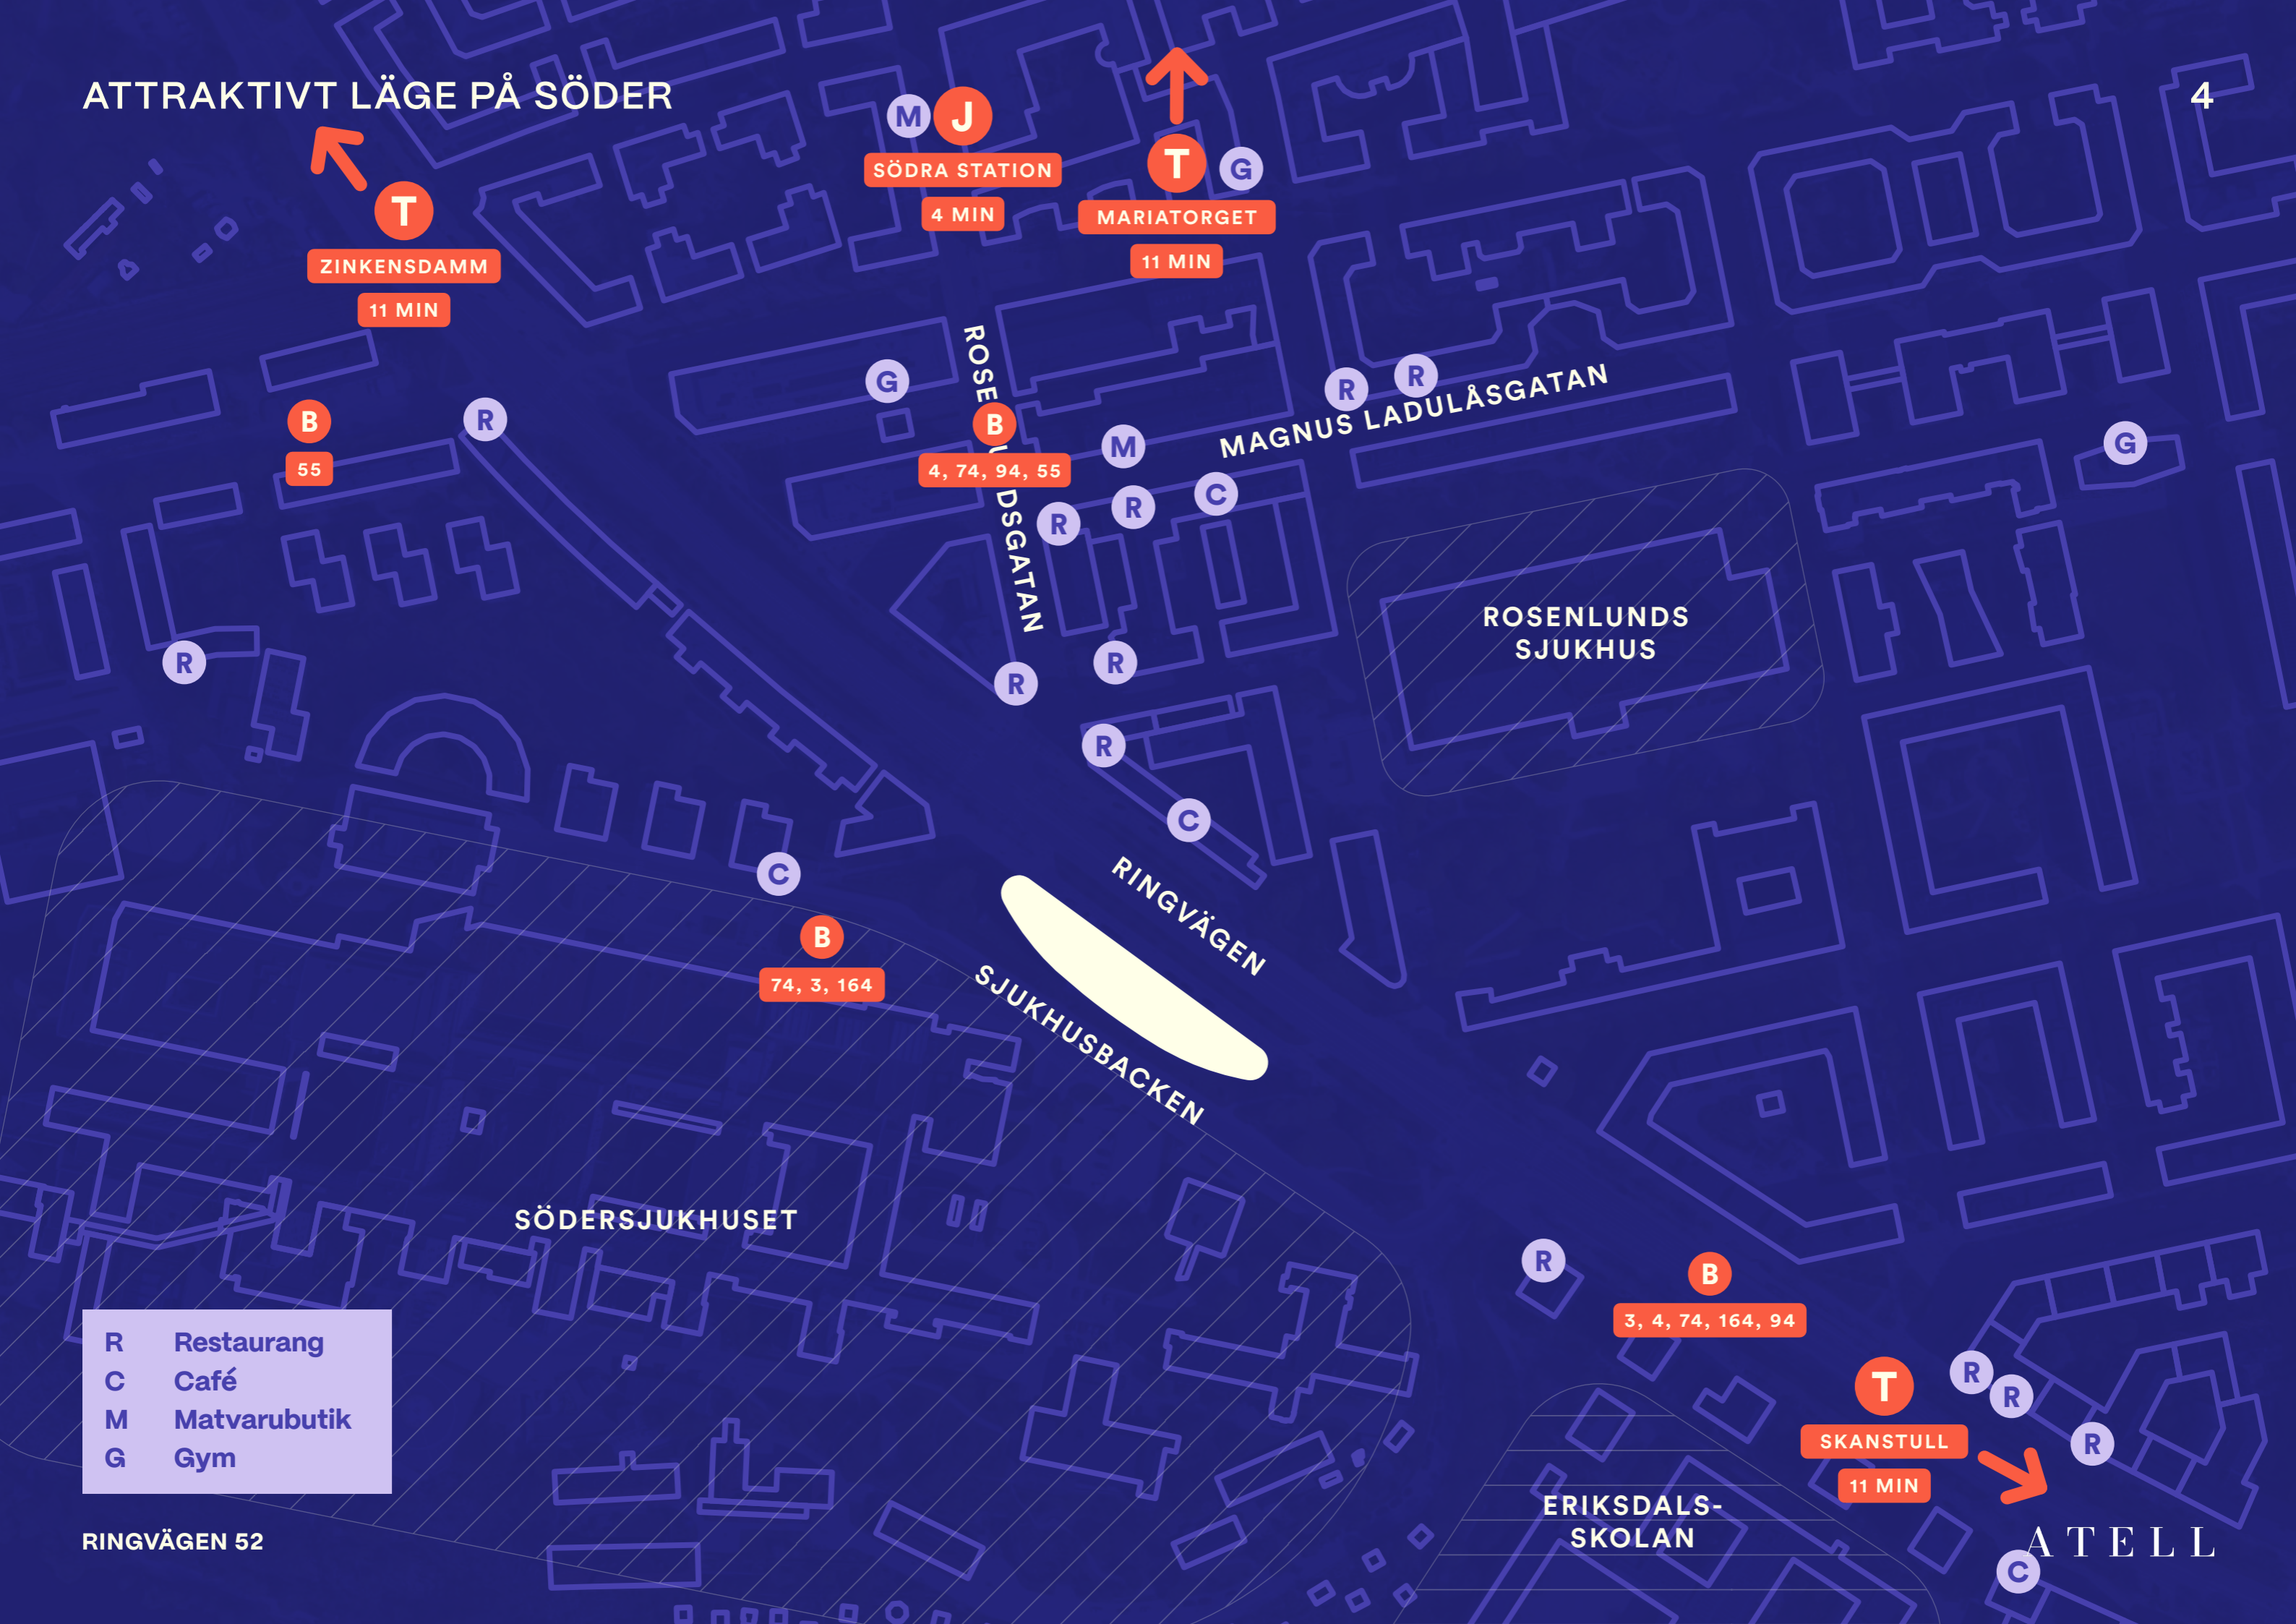 ATTRAKTIVT LÄGE PÅ SÖDER
4
M
J
SÖDRA STATION
4 MIN
T
G
MARIATORGET
11 MIN
T
ZINKENSDAMM
11 MIN
B
55
R
G
B
4, 74, 94, 55
M
R
R
MAGNUS LADULÅSGATAN
G
R
R
C
ROSENLUNDS
SJUKHUS
R
R
R
R
C
C
RINGVÄGEN
B
74, 3, 164
SJUKHUSBACKEN
SÖDERSJUKHUSET
R
B
3, 4, 74, 164, 94
T
SKANSTULL
11 MIN
R
R
R
ERIKSDALS-
SKOLAN
R Restaurang
C Café
M Matvarubutik
G Gym
RINGVÄGEN 52
ATELL
C